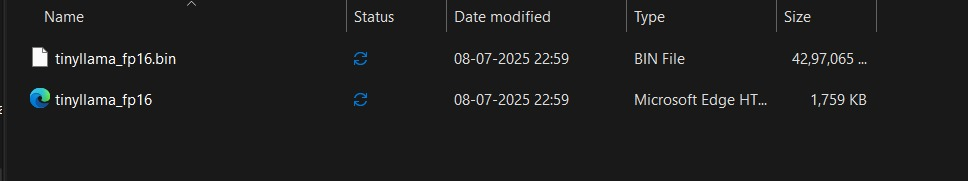 Name Status Date modified Type Size
tinyllama_fp16.bin 08-07-2025 22:59 BIN File 42,97,065 ...
tinyllama_fp16 08-07-2025 22:59 Microsoft Edge HT... 1,759 KB